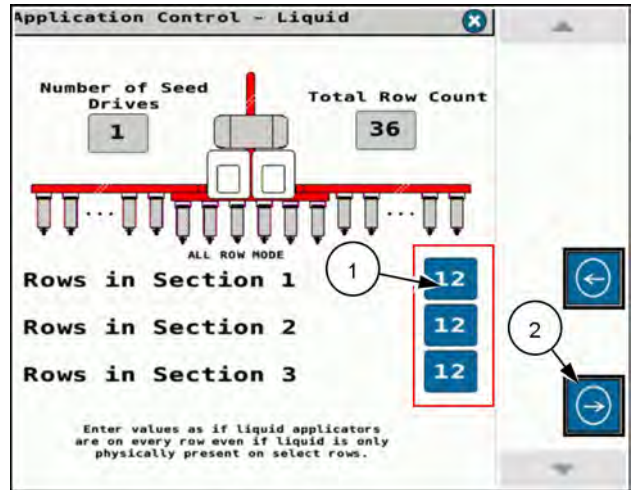 Application Control - Liquid
Number of Seed
Drives
1
Total Row Count
36
...
...
ALL ROW MODE
Rows in Section 1
12
1
Rows in Section 2
12
2
Rows in Section 3
12
Enter values as if liquid applicators
are on every row even if liquid is only
physically present on select rows.